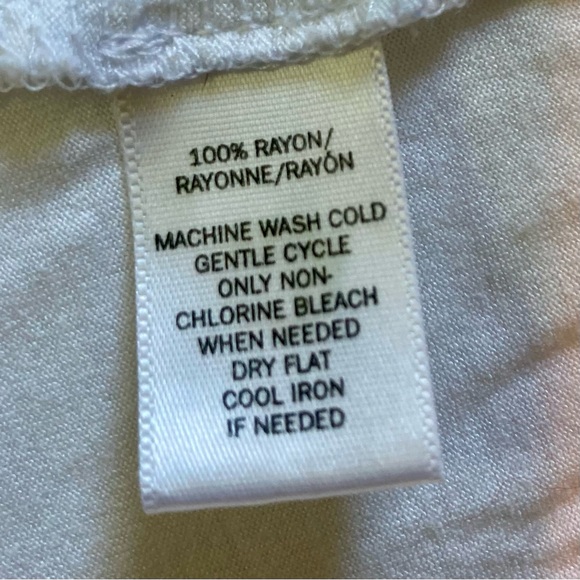 100% RAYON/
RAYONNE/RAYÓN
MACHINE WASH COLD
GENTLE CYCLE
ONLY NON-
CHLORINE BLEACH
WHEN NEEDED
DRY FLAT
COOL IRON
IF NEEDED